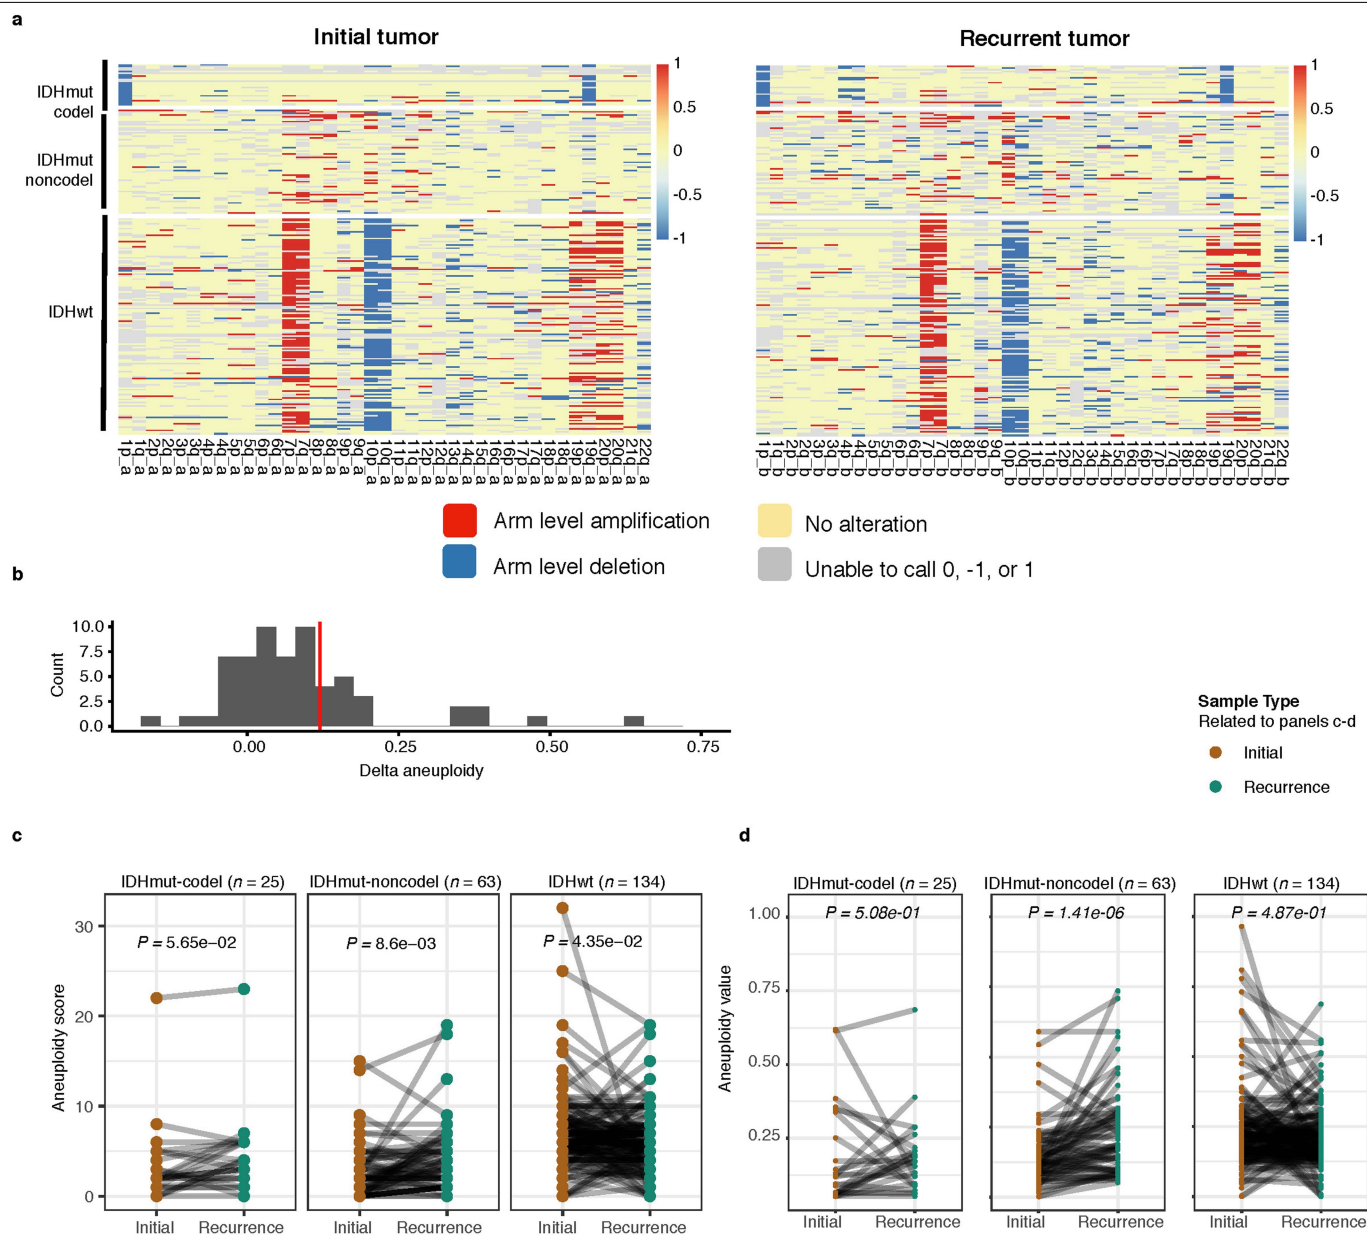 a
Initial tumor
Recurrent tumor
IDHmut
codel
IDHmut
noncodel
IDHwt
1
0.5
0
-0.5
-1
1
0.5
0
-0.5
-1
1p_a
1q_a
2p_a
2q_a
3p_a
3q_a
4p_a
4q_a
5p_a
5q_a
6p_a
6q_a
7p_a
7q_a
8p_a
8q_a
9p_a
9q_a
10p_a
10q_a
11p_a
11q_a
12p_a
12q_a
13q_a
14q_a
15q_a
16q_a
16p_a
17p_a
17q_a
18p_a
18q_a
19p_a
19q_a
20p_a
20q_a
21q_a
22q_a
1p_b
1q_b
2p_b
2q_b
3p_b
3q_b
4p_b
4q_b
5p_b
5q_b
6p_b
6q_b
7p_b
7q_b
8p_b
8q_b
9p_b
9q_b
10p_b
10q_b
11p_b
11q_b
12p_b
12q_b
13q_b
14q_b
15q_b
16q_b
16p_b
17p_b
17q_b
18p_b
18q_b
19p_b
19q_b
20p_b
20q_b
21q_b
22q_b
Arm level amplification
No alteration
Arm level deletion
Unable to call 0, -1, or 1
b
10.0
7.5
5.0
2.5
0.0
Count
0.00
0.25
0.50
0.75
Delta aneuploidy
Sample Type
Related to panels c-d
Initial
Recurrence
c
IDHmut-codel (n = 25)
IDHmut-noncodel (n = 63)
IDHwt (n = 134)
P = 5.65e−02
P = 8.6e−03
P = 4.35e−02
30
20
10
0
Aneuploidy score
Initial
Recurrence
Initial
Recurrence
Initial
Recurrence
d
IDHmut-codel (n = 25)
IDHmut-noncodel (n = 63)
IDHwt (n = 134)
P = 5.08e-01
P = 1.41e-06
P = 4.87e-01
1.00
0.75
0.50
0.25
Aneuploidy value
Initial
Recurrence
Initial
Recurrence
Initial
Recurrence